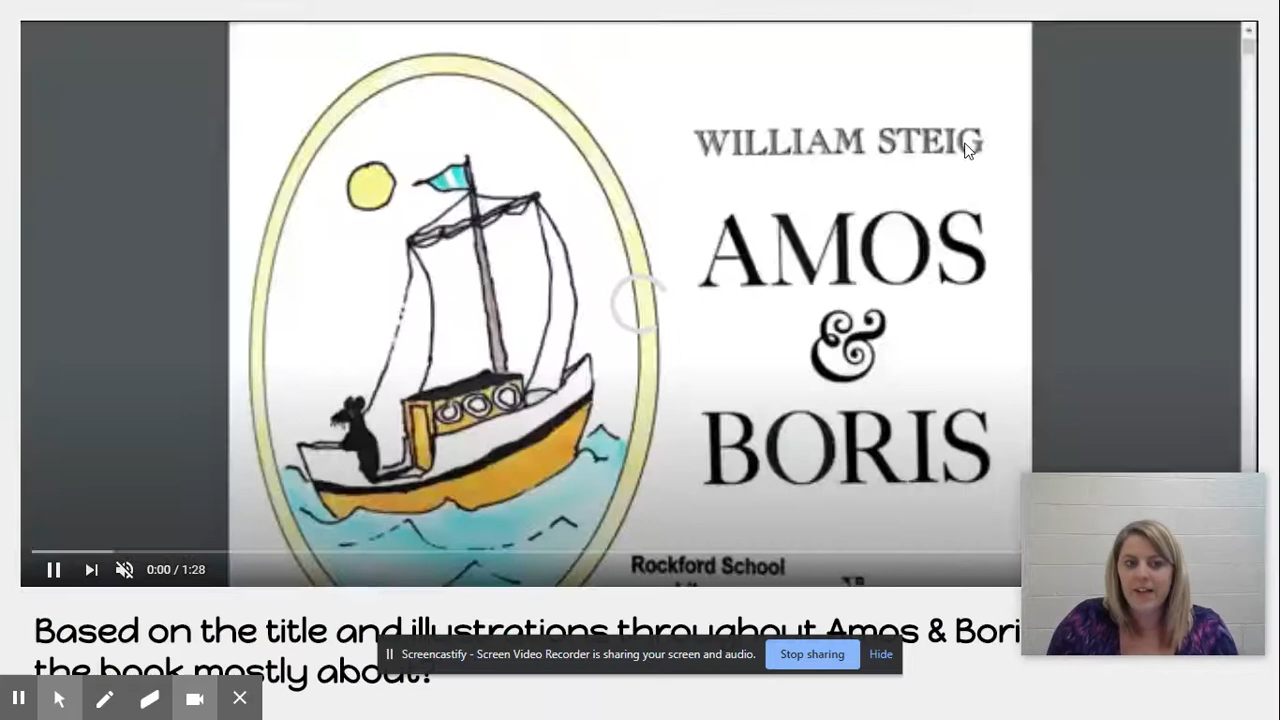 WILLIAM STEIG
AMOS
&
BORIS
Rockford School
0:00 / 1:28
Based on the title and illustrations throughout Amos & Bori
the book mostly about?
Screencastify - Screen Video Recorder is sharing your screen and audio.
Stop sharing
Hide